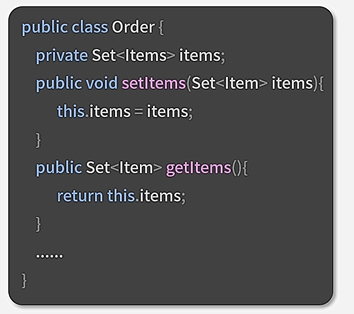 public class Order {
private Set<Items> items;
public void setItems(Set<Item> items){
this.items = items;
}
public Set<Item> getItems(){
return this.items;
}
......
}